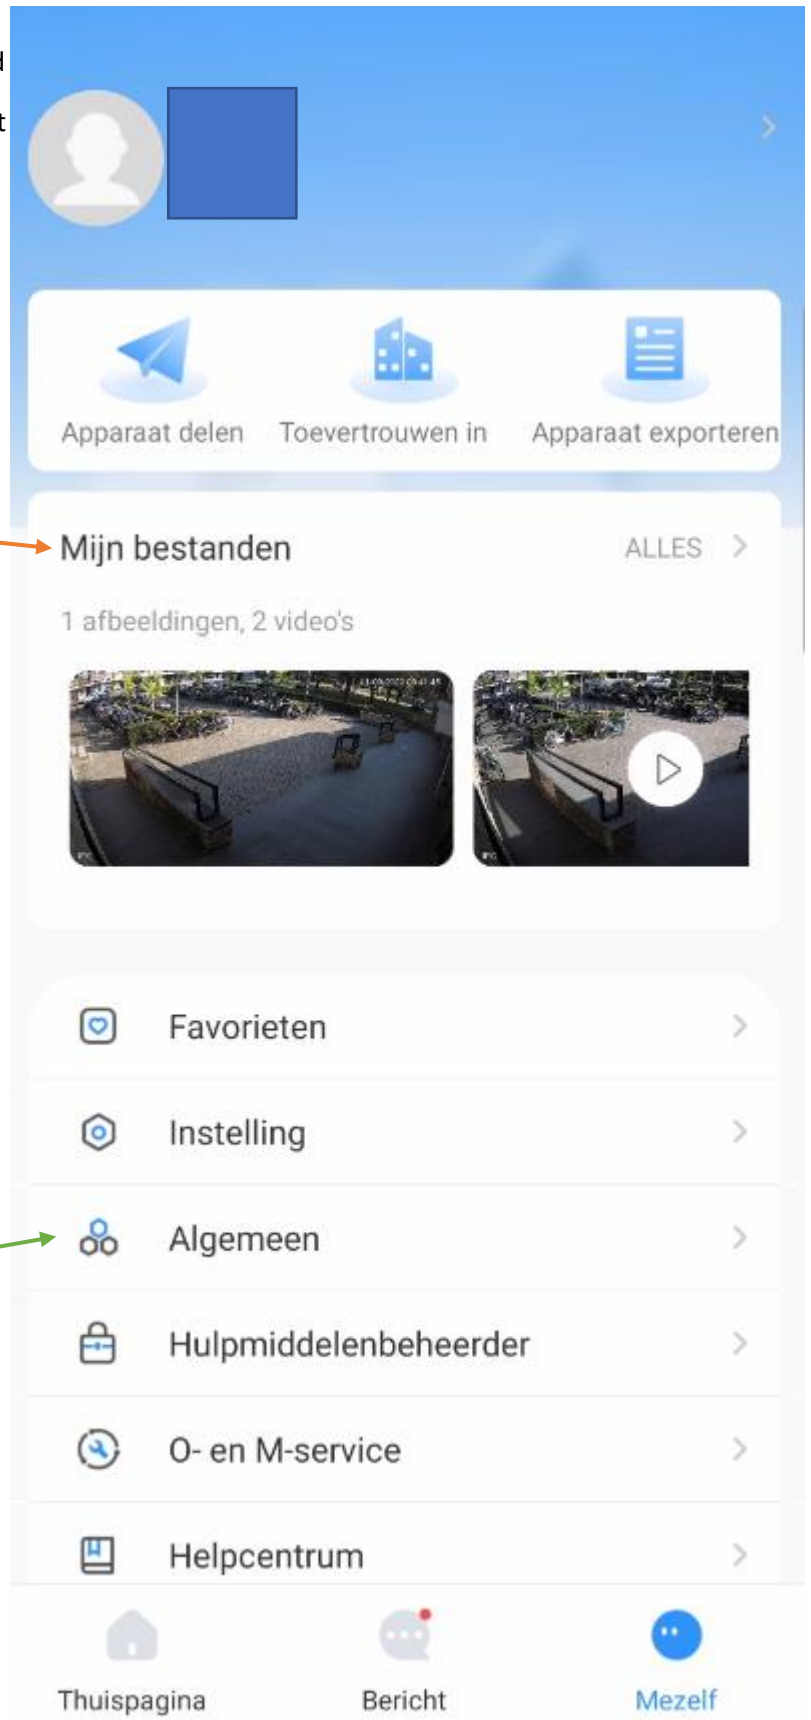 d
t
Apparaat delen Toevertrouwen in Apparaat exporteren
Mijn bestanden ALLES
1 afbeeldingen, 2 video's
Favorieten
Instelling
Algemeen
Hulpmiddelenbeheerder
O- en M-service
Helpcentrum
Thuispagina Bericht Mezelf